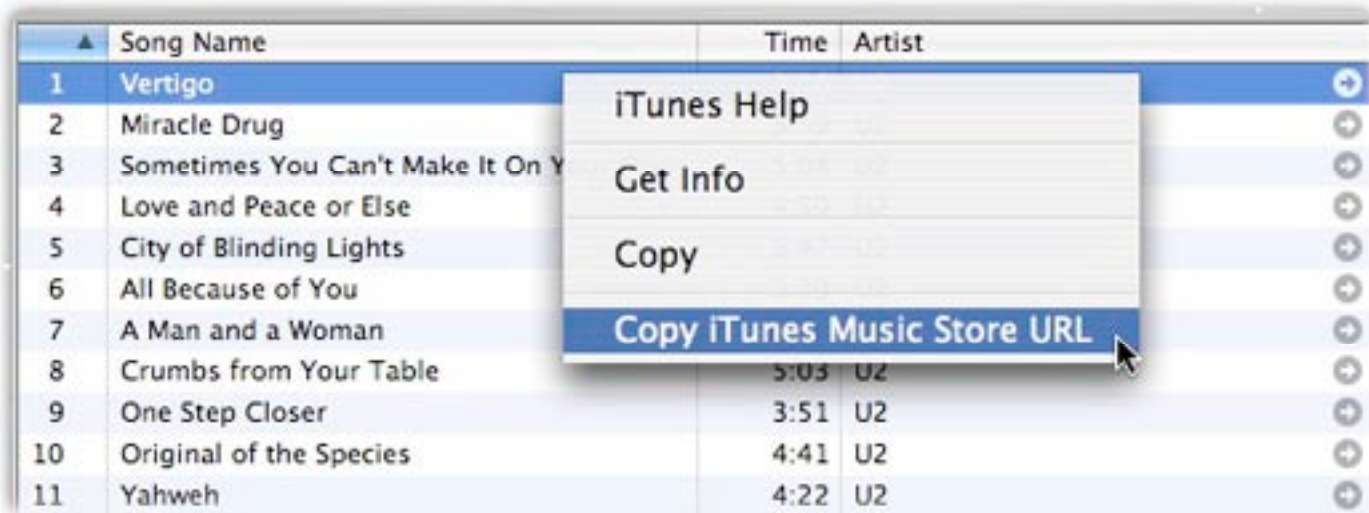 Song Name Time Artist
1 Vertigo
iTunes Help
2 Miracle Drug U2
3 Sometimes You Can't Make It On Y
Get Info
4 Love and Peace or Else
5 City of Blinding Lights
Copy
6 All Because of You
7 A Man and a Woman
Copy iTunes Music Store URL
8 Crumbs from Your Table 5:03 U2
9 One Step Closer 3:51 U2
10 Original of the Species 4:41 U2
11 Yahweh 4:22 U2